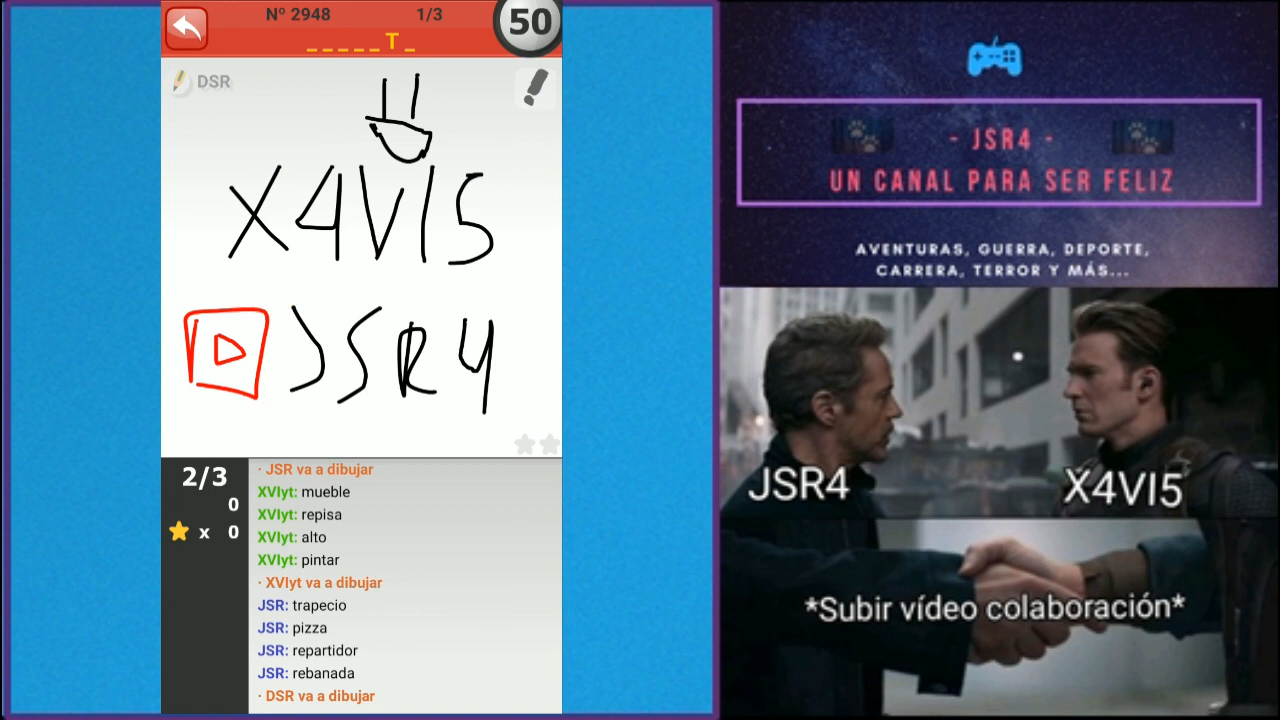 Nº 2948 1/3 50
_ _ _ _ _ T _
DSR
X4VI5
JSR4
2/3
0
x 0
· JSR va a dibujar
XVIyt: mueble
XVIyt: repisa
XVIyt: alto
XVIyt: pintar
· XVIyt va a dibujar
JSR: trapecio
JSR: pizza
JSR: repartidor
JSR: rebanada
· DSR va a dibujar
- JSR4 -
UN CANAL PARA SER FELIZ
AVENTURAS, GUERRA, DEPORTE,
CARRERA, TERROR Y MÁS...
JSR4 X4VI5
*Subir vídeo colaboración*